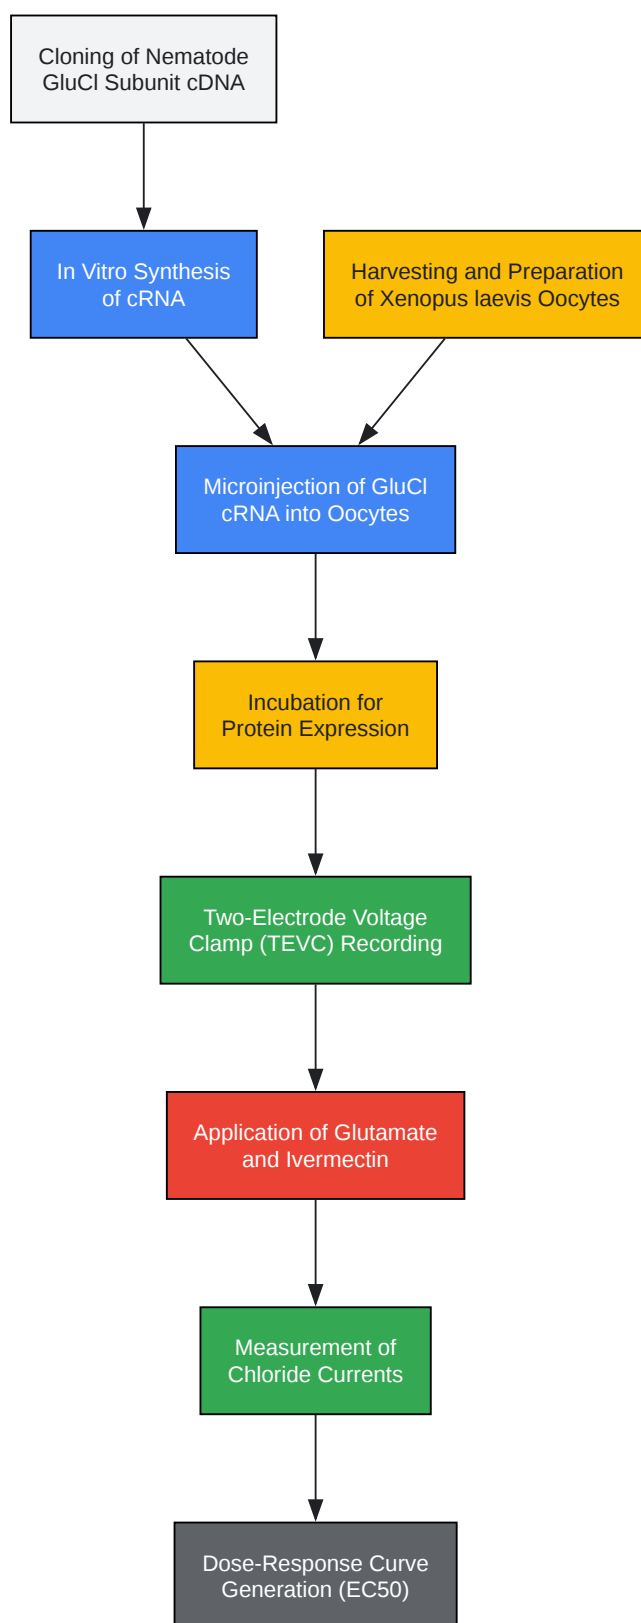 Cloning of Nematode
GluCl Subunit cDNA
In Vitro Synthesis
of cRNA
Harvesting and Preparation
of Xenopus laevis Oocytes
Microinjection of GluCl
cRNA into Oocytes
Incubation for
Protein Expression
Two-Electrode Voltage
Clamp (TEVC) Recording
Application of Glutamate
and Ivermectin
Measurement of
Chloride Currents
Dose-Response Curve
Generation (EC50)